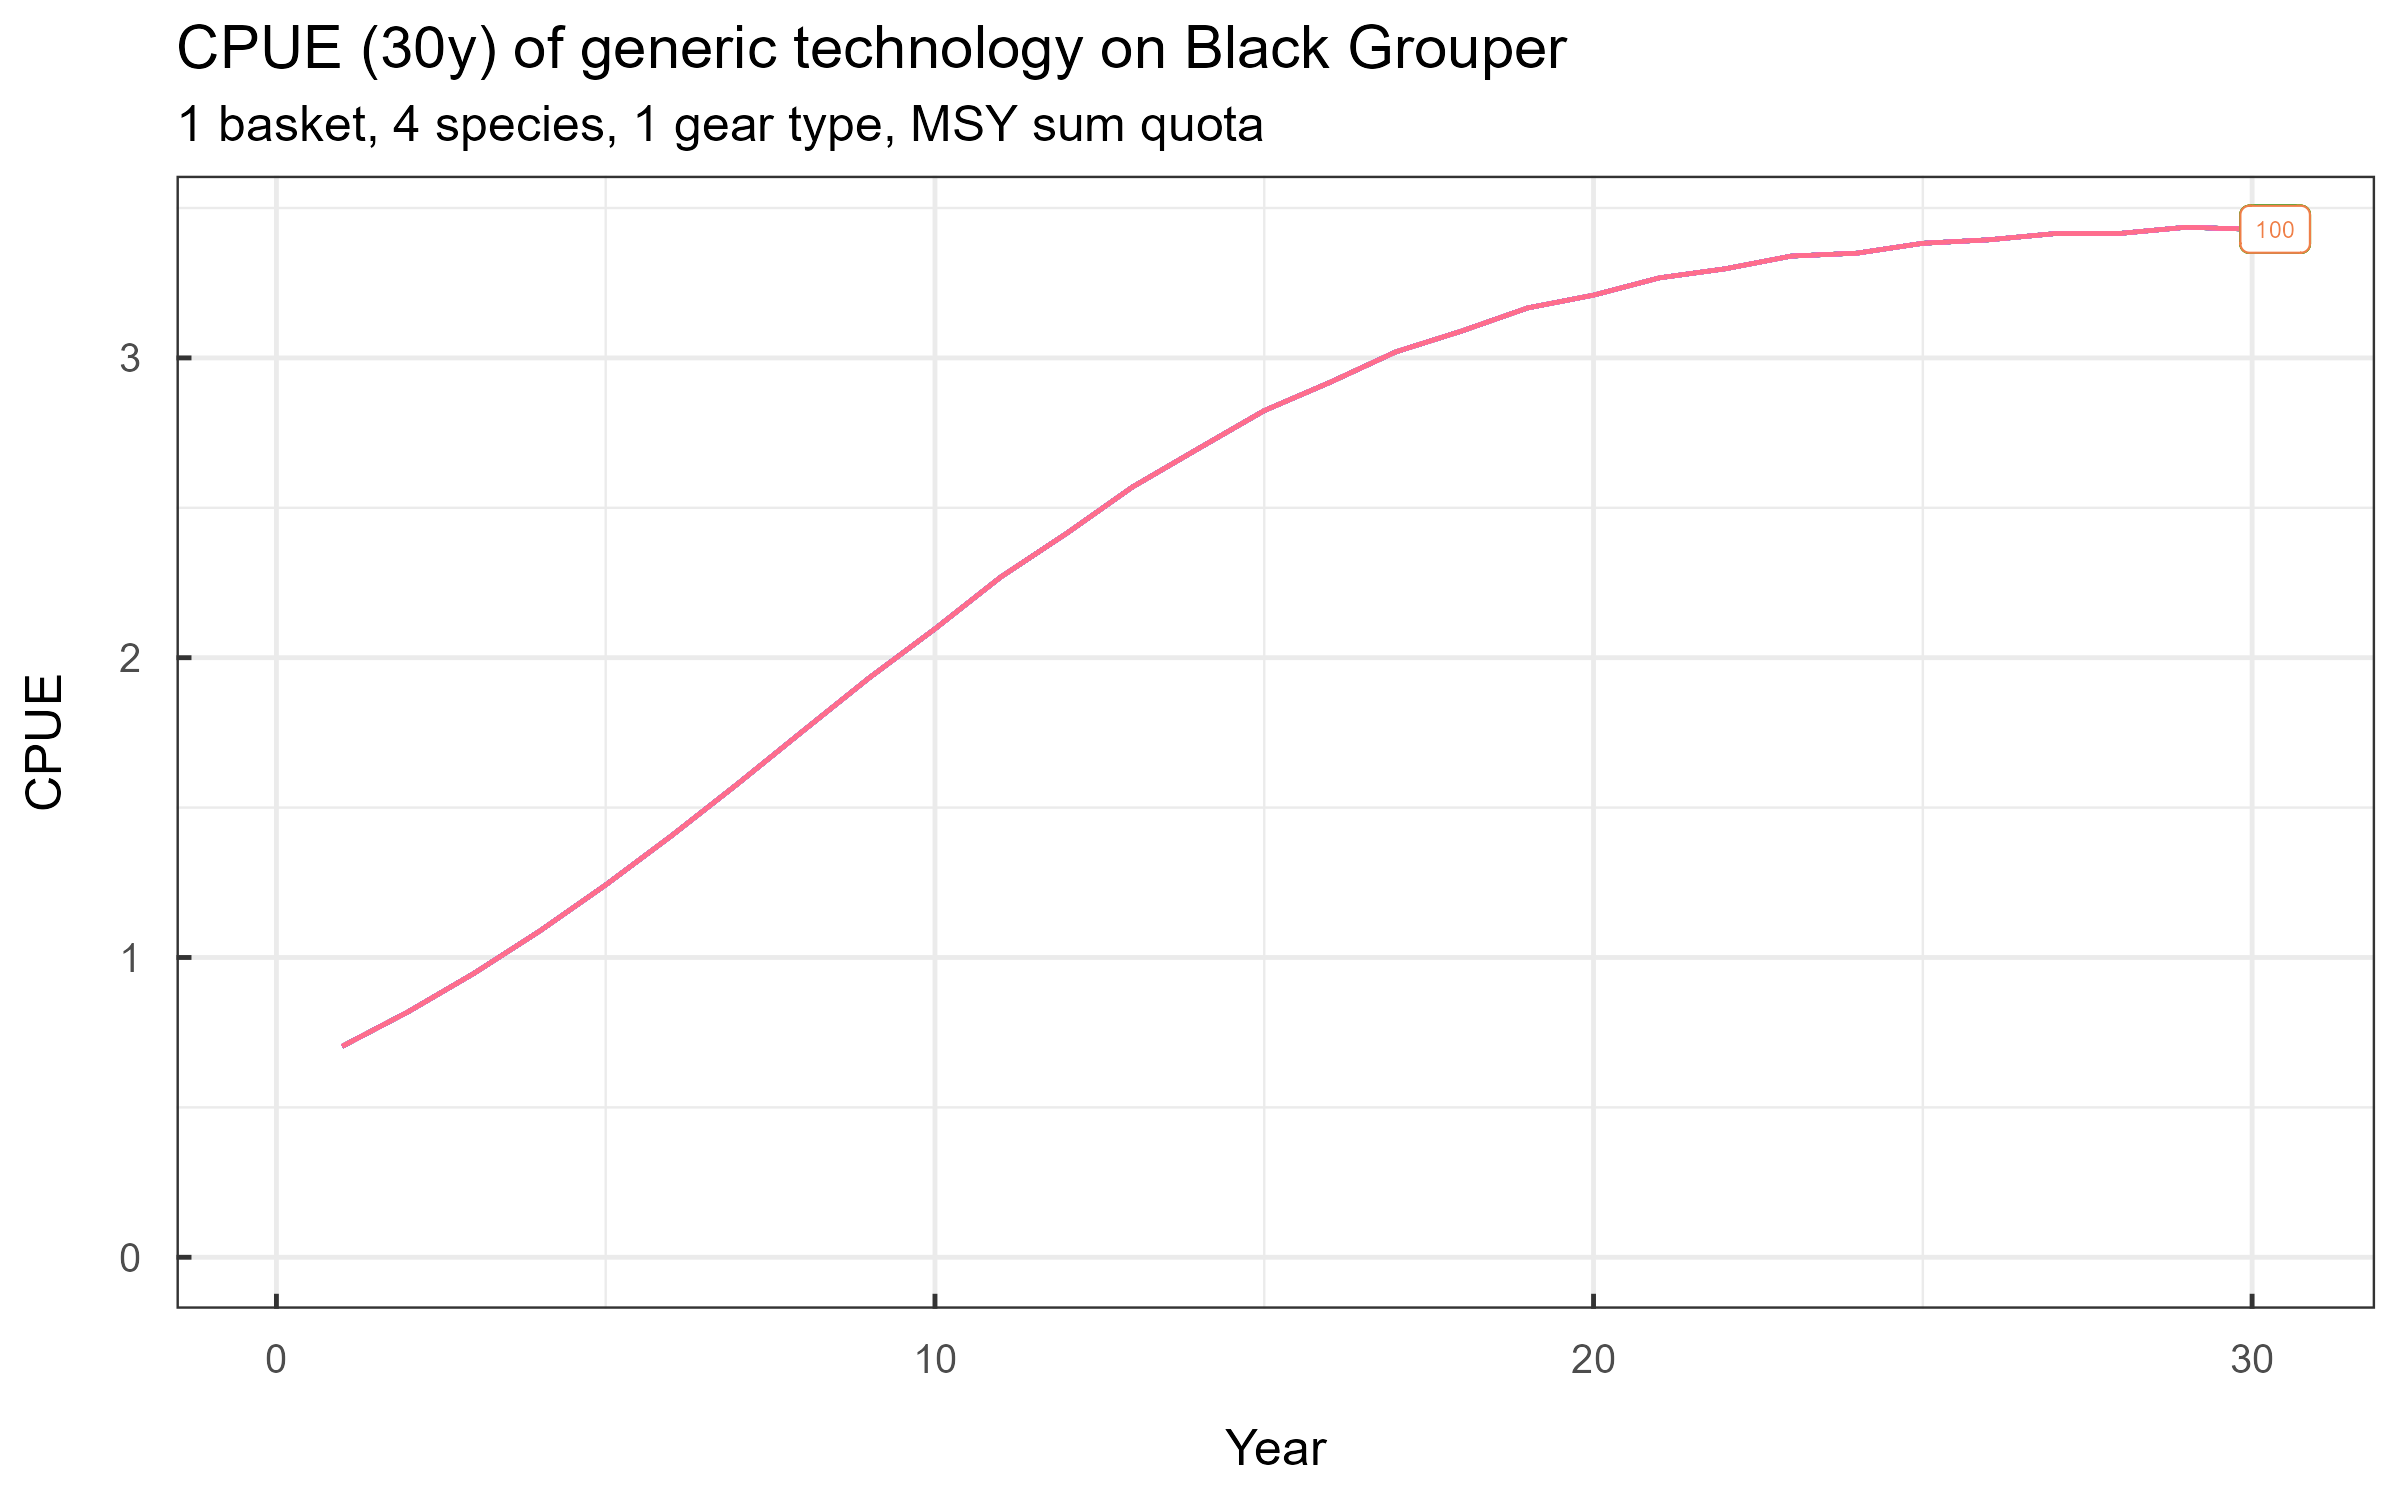 CPUE (30y) of generic technology on Black Grouper
1 basket, 4 species, 1 gear type, MSY sum quota
100
3
2
1
0
CPUE
0 10 20 30
Year